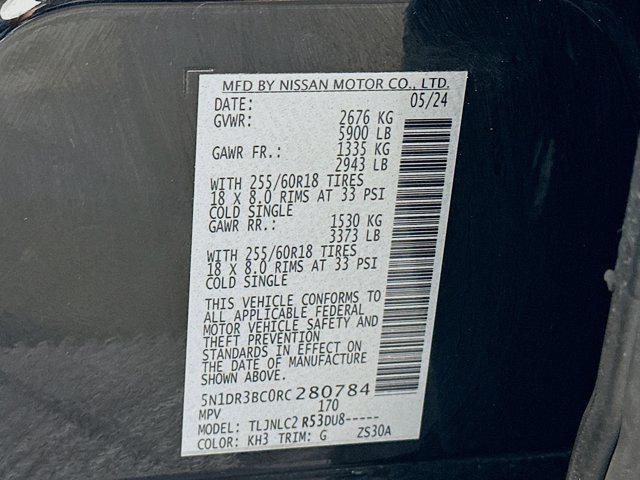 MFD BY NISSAN MOTOR CO., LTD.
DATE: 05/24
GVWR: 2676 KG
5900 LB
GAWR FR.: 1335 KG
2943 LB
WITH 255/60R18 TIRES
18 X 8.0 RIMS AT 33 PSI
COLD SINGLE
GAWR RR.: 1530 KG
3373 LB
WITH 255/60R18 TIRES
18 X 8.0 RIMS AT 33 PSI
COLD SINGLE
THIS VEHICLE CONFORMS TO
ALL APPLICABLE FEDERAL
MOTOR VEHICLE SAFETY AND
THEFT PREVENTION
STANDARDS IN EFFECT ON
THE DATE OF MANUFACTURE
SHOWN ABOVE.
5N1DR3BC0RC280784
MPV 170
MODEL: TLJNLC2 R53DU8-----
COLOR: KH3 TRIM: G ZS30A